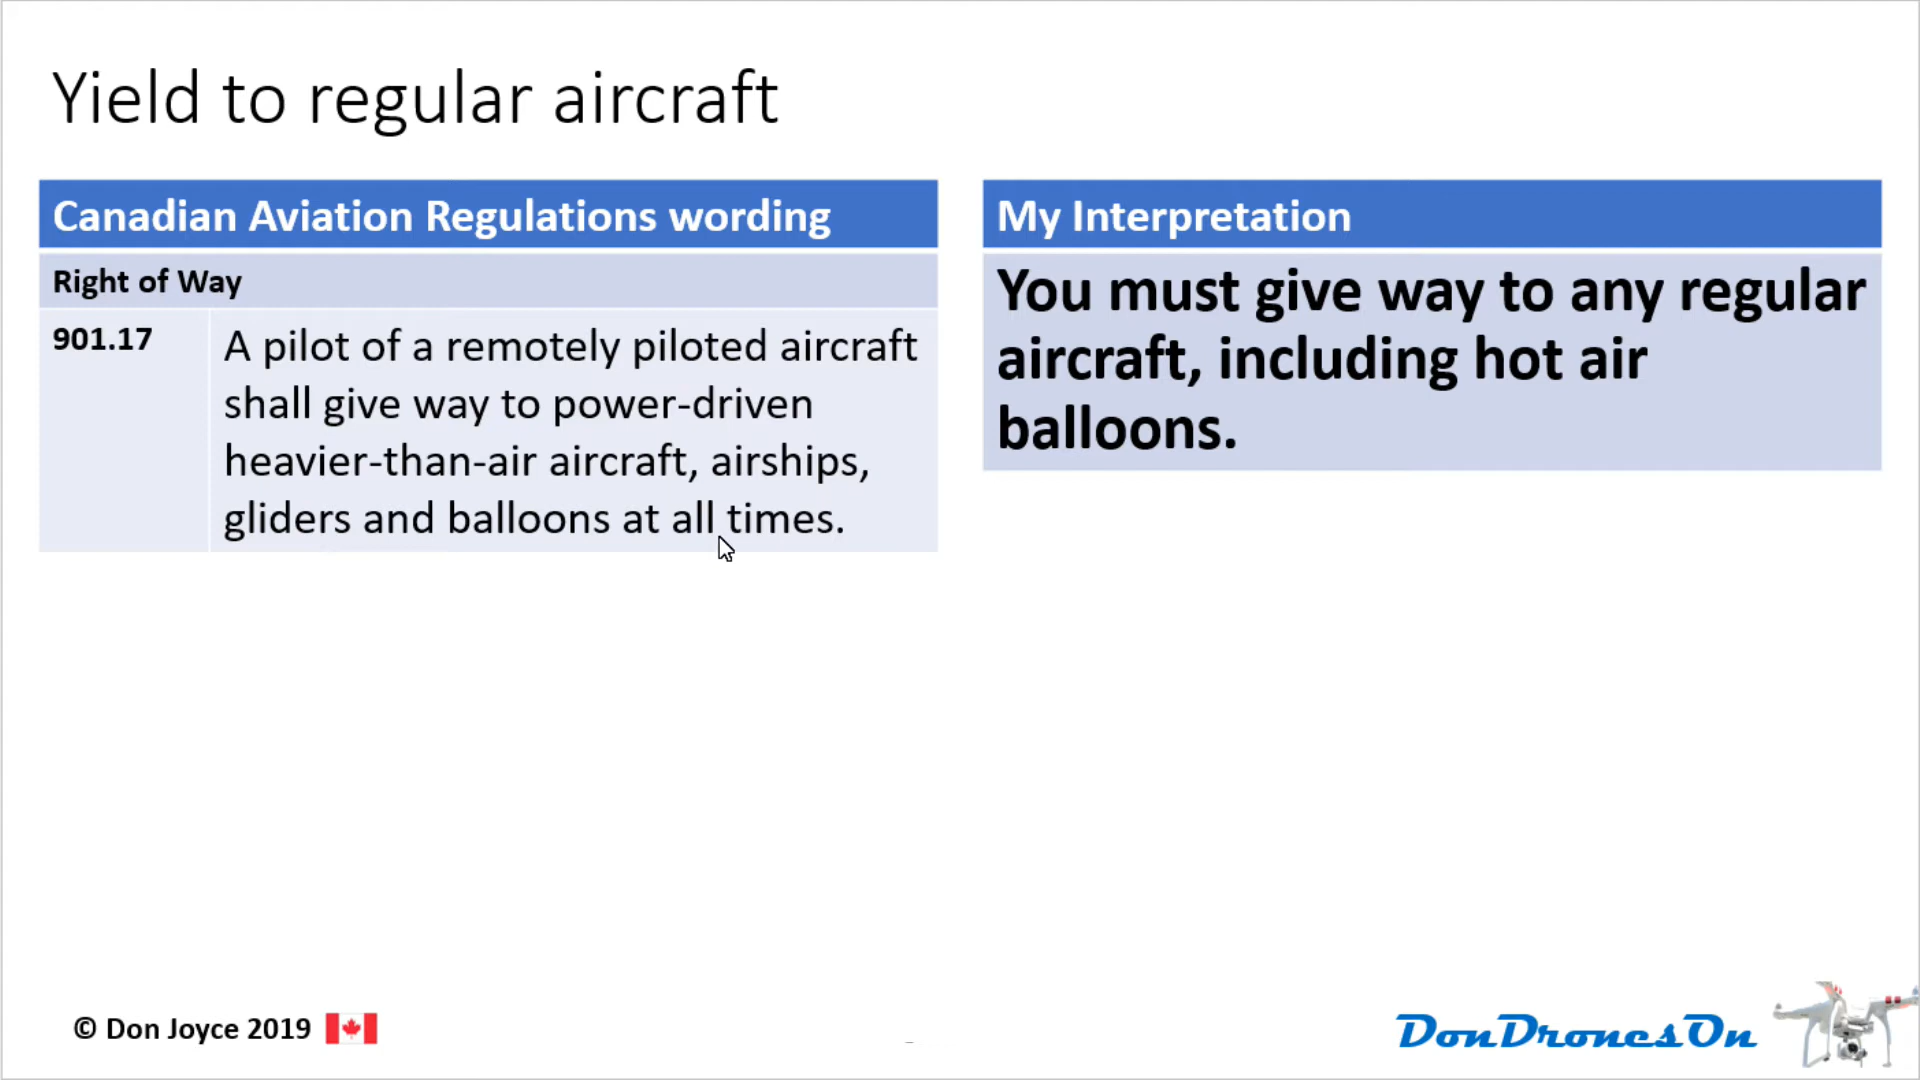 Yield to regular aircraft
Canadian Aviation Regulations wording
Right of Way
901.17
A pilot of a remotely piloted aircraft
shall give way to power-driven
heavier-than-air aircraft, airships,
gliders and balloons at all times.
My Interpretation
You must give way to any regular
aircraft, including hot air
balloons.
© Don Joyce 2019
DonDronesOn